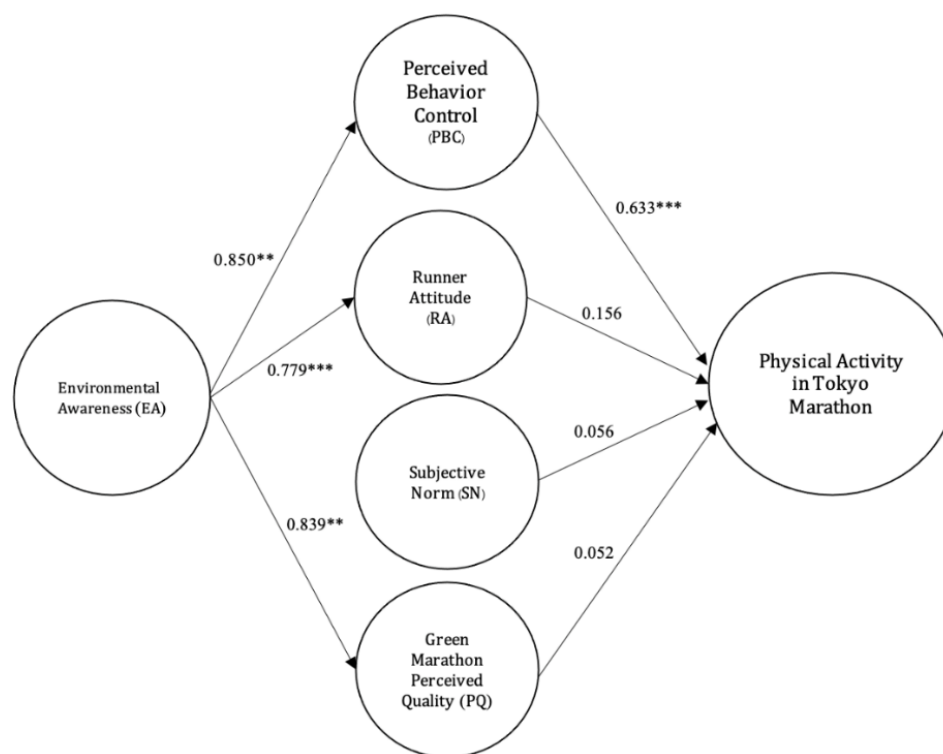 Perceived
Behavior
Control
(PBC)
0.633***
0.850**
Runner
Attitude
(RA)
0.156
0.779***
Environmental
Awareness (EA)
Physical Activity
in Tokyo
Marathon
0.056
Subjective
Norm (SN)
0.839**
0.052
Green
Marathon
Perceived
Quality (PQ)